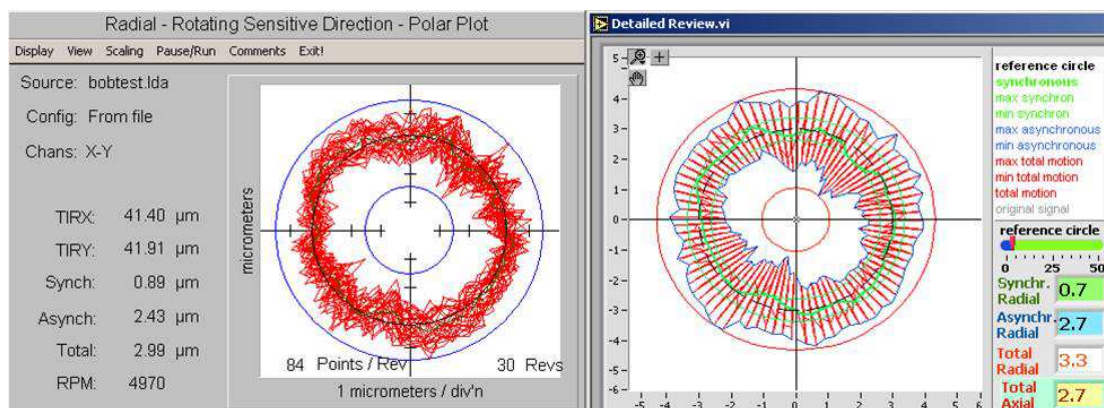 Radial - Rotating Sensitive Direction - Polar Plot
Display View Scaling Pause/Run Comments Exit!
Source: bobtest.lda
Config: From file
Chans: X-Y
TIRX: 41.40 µm
TIRY: 41.91 µm
Synch: 0.89 µm
Asynch: 2.43 µm
Total: 2.99 µm
RPM: 4970
micrometers
84 Points / Rev 30 Revs
1 micrometers / div'n
Detailed Review.vi
5-
4-
3-
2-
1-
0-
-1-
-2-
-3-
-4-
-5-
-6-
-5 -4 -3 -2 -1 0 1 2 3 4 5 6
reference circle
synchronous
max synchron
min synchron
max asynchronous
min asynchronous
max total motion
min total motion
total motion
original signal
reference circle
0 25 50
Synchr. Radial 0.7
Asynchr. Radial 2.7
Total Radial 3.3
Total Axial 2.7